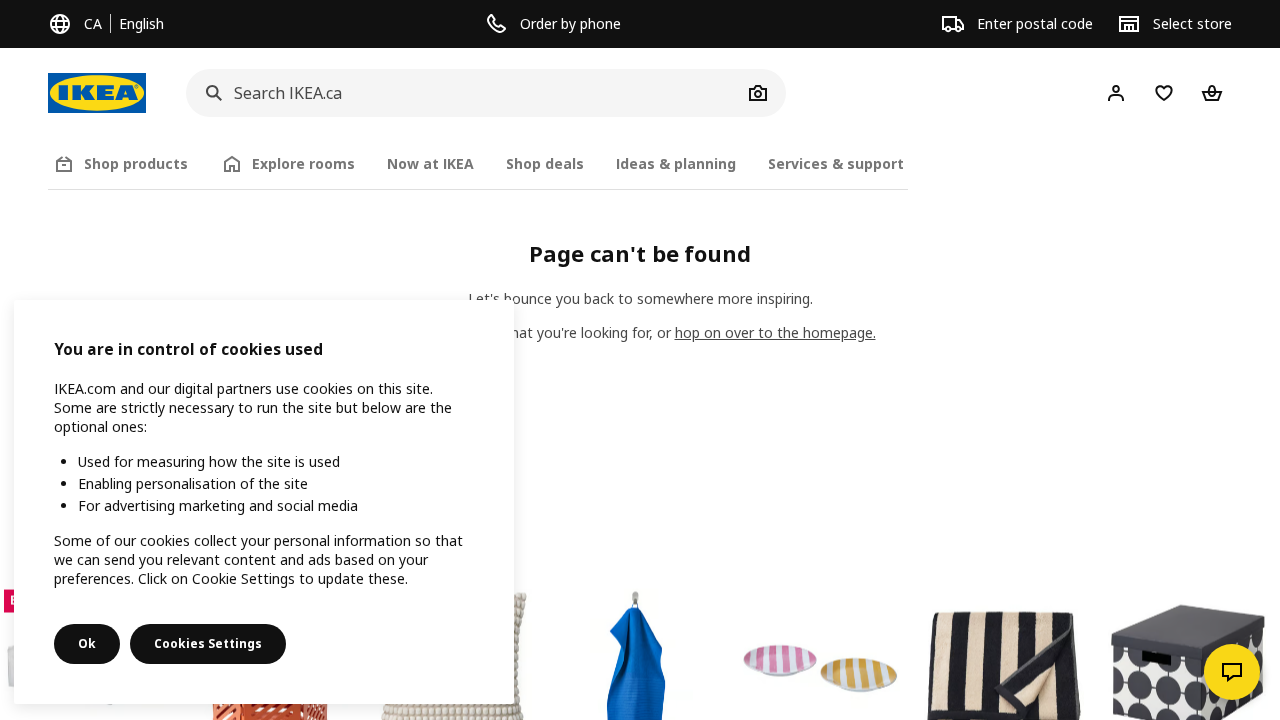 CA English
Order by phone
Enter postal code
Select store
IKEA
Search IKEA.ca
Shop products
Explore rooms
Now at IKEA
Shop deals
Ideas & planning
Services & support
Page can't be found
Let's bounce you back to somewhere more inspiring.
you're looking for, or hop on over to the homepage.
You are in control of cookies used
IKEA.com and our digital partners use cookies on this site.
Some are strictly necessary to run the site but below are the
optional ones:
Used for measuring how the site is used
Enabling personalisation of the site
For advertising marketing and social media
Some of our cookies collect your personal information so that
we can send you relevant content and ads based on your
preferences. Click on Cookie Settings to update these.
Ok
Cookies Settings